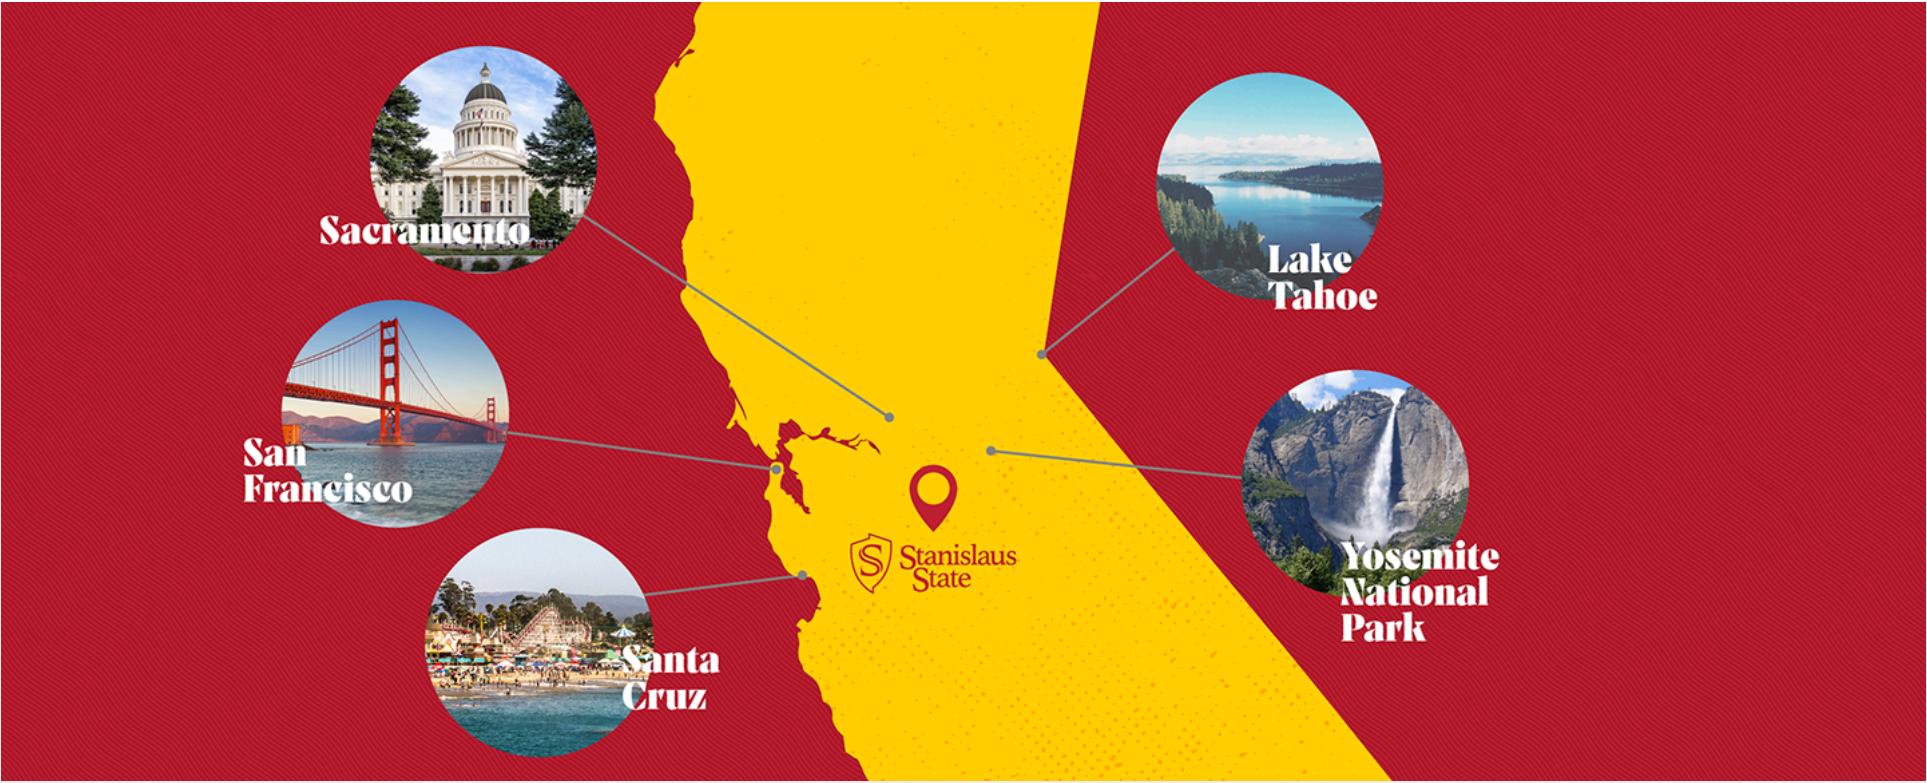 Sacramento
Lake
Tahoe
San
Francisco
Stanislaus
State
Yosemite
National
Park
Santa
Cruz